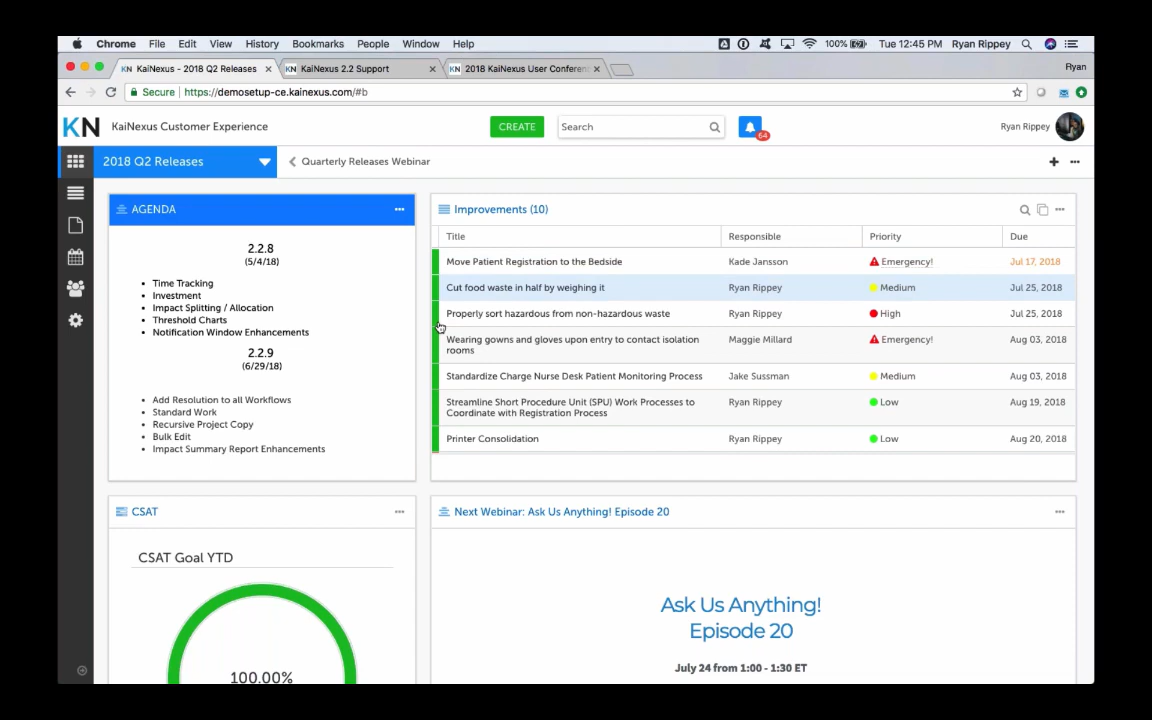 Chrome File Edit View History Bookmarks People Window Help 100% Tue 12:45 PM Ryan Rippey
KN KaiNexus - 2018 Q2 Releases KN KaiNexus 2.2 Support KN 2018 KaiNexus User Conferen Ryan
Secure https://demosetup-ce.kainexus.com/#b
KN KaiNexus Customer Experience CREATE Search 64 Ryan Rippey
2018 Q2 Releases Quarterly Releases Webinar
AGENDA
2.2.8
(5/4/18)
Time Tracking
Investment
Impact Splitting / Allocation
Threshold Charts
Notification Window Enhancements
2.2.9
(6/29/18)
Add Resolution to all Workflows
Standard Work
Recursive Project Copy
Bulk Edit
Impact Summary Report Enhancements
Improvements (10)
Title Responsible Priority Due
Move Patient Registration to the Bedside Kade Jansson Emergency! Jul 17, 2018
Cut food waste in half by weighing it Ryan Rippey Medium Jul 25, 2018
Properly sort hazardous from non-hazardous waste Ryan Rippey High Jul 25, 2018
Wearing gowns and gloves upon entry to contact isolation Maggie Millard Emergency! Aug 03, 2018
rooms
Standardize Charge Nurse Desk Patient Monitoring Process Jake Sussman Medium Aug 03, 2018
Streamline Short Procedure Unit (SPU) Work Processes to Ryan Rippey Low Aug 19, 2018
Coordinate with Registration Process
Printer Consolidation Ryan Rippey Low Aug 20, 2018
CSAT
CSAT Goal YTD
100.00%
Next Webinar: Ask Us Anything! Episode 20
Ask Us Anything!
Episode 20
July 24 from 1:00 - 1:30 ET